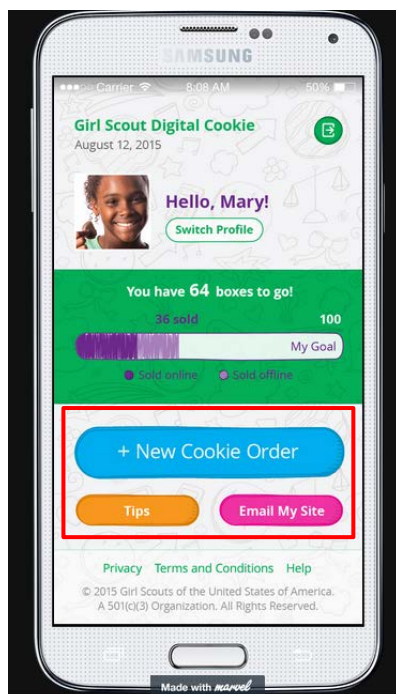 SAMSUNG
Carrier 8:08 AM 50%
Girl Scout Digital Cookie
August 12, 2015
Hello, Mary!
Switch Profile
You have 64 boxes to go!
36 sold 100
My Goal
Sold online Sold offline
+ New Cookie Order
Tips Email My Site
Privacy Terms and Conditions Help
© 2015 Girl Scouts of the United States of America.
A 501(c)(3) Organization. All Rights Reserved.
Made with marvel